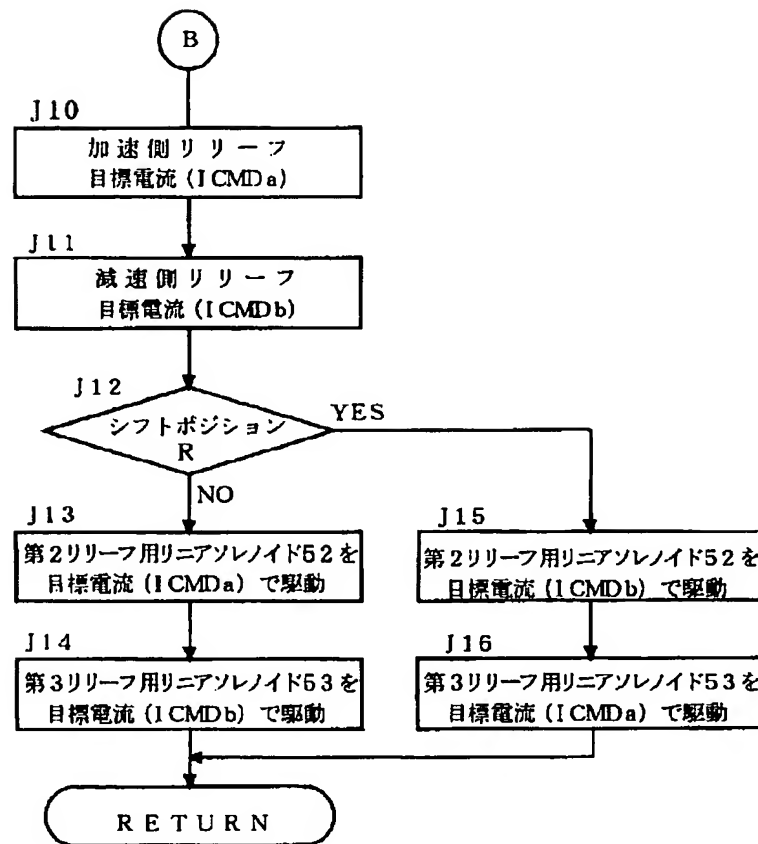 B
J10
加速側リリーフ
目標電流(ICMDa)
J11
減速側リリーフ
目標電流(ICMDb)
J12
シフトポジション
R
YES
NO
J13
第2リリーフ用リニアソレノイド52を
目標電流(ICMDa)で駆動
J14
第3リリーフ用リニアソレノイド53を
目標電流(ICMDb)で駆動
J15
第2リリーフ用リニアソレノイド52を
目標電流(ICMDb)で駆動
J16
第3リリーフ用リニアソレノイド53を
目標電流(ICMDa)で駆動
RETURN